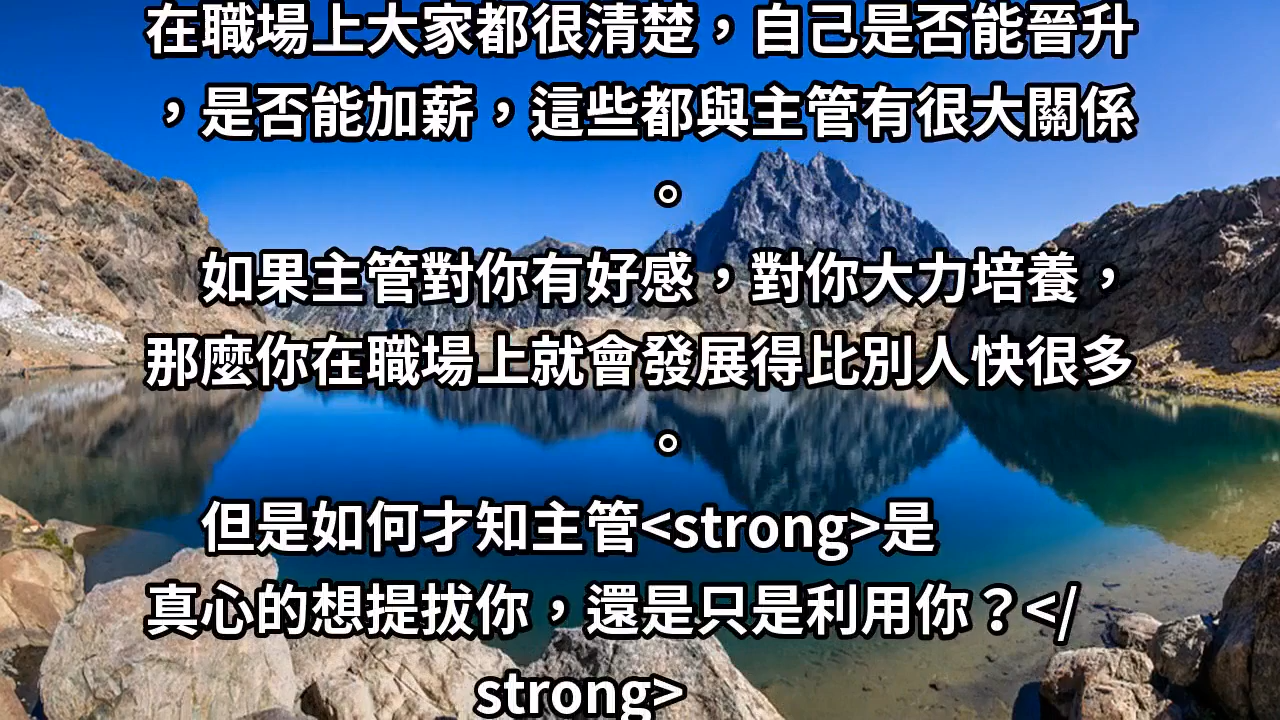 在職場上大家都很清楚，自己是否能晉升
，是否能加薪，這些都與主管有很大關係
。
如果主管對你有好感，對你大力培養，
那麼你在職場上就會發展得比別人快很多
。
但是如何才知主管<strong>是
真心的想提拔你，還是只是利用你？</
strong>